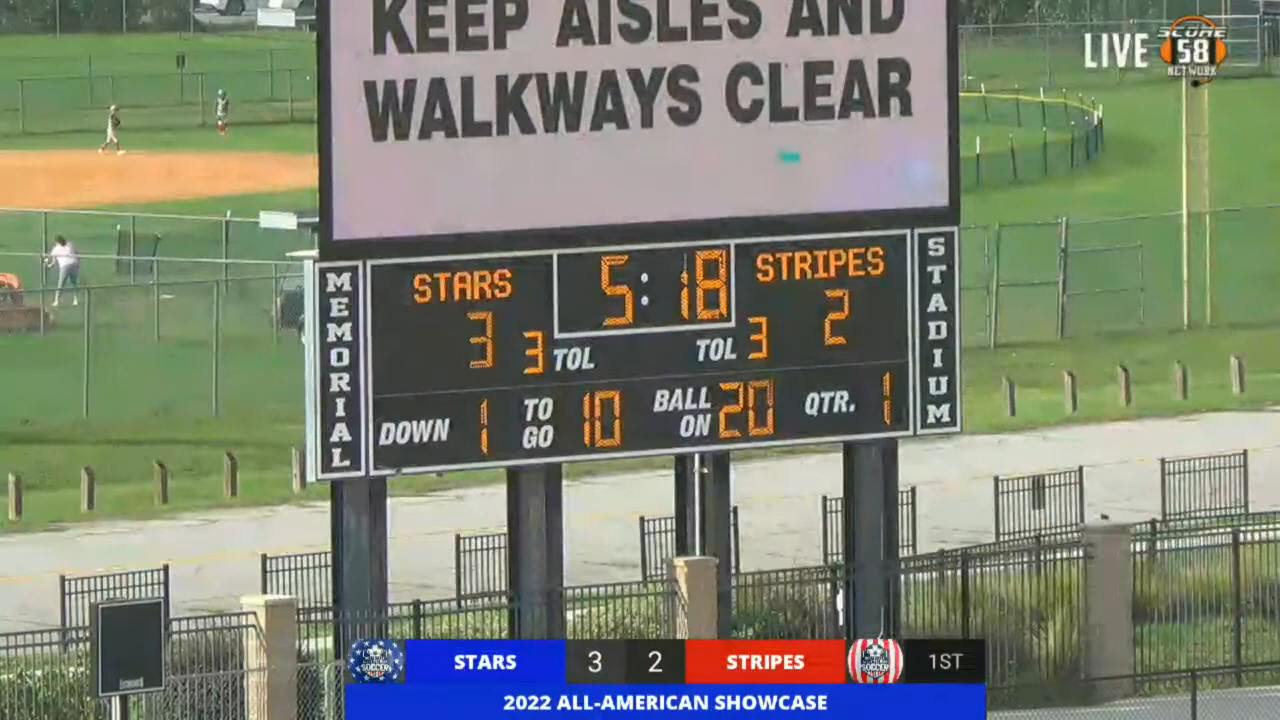 KEEP AISLES AND
WALKWAYS CLEAR
LIVE
SCORE
58
NETWORK
MEMORIAL
STADIUM
STARS
5:18
STRIPES
3
3 TOL
TOL 3
2
DOWN 1
TO GO 10
BALL ON 20
QTR. 1
STARS
3
2
STRIPES
1ST
SOCCER
SOCCER
2022 ALL-AMERICAN SHOWCASE